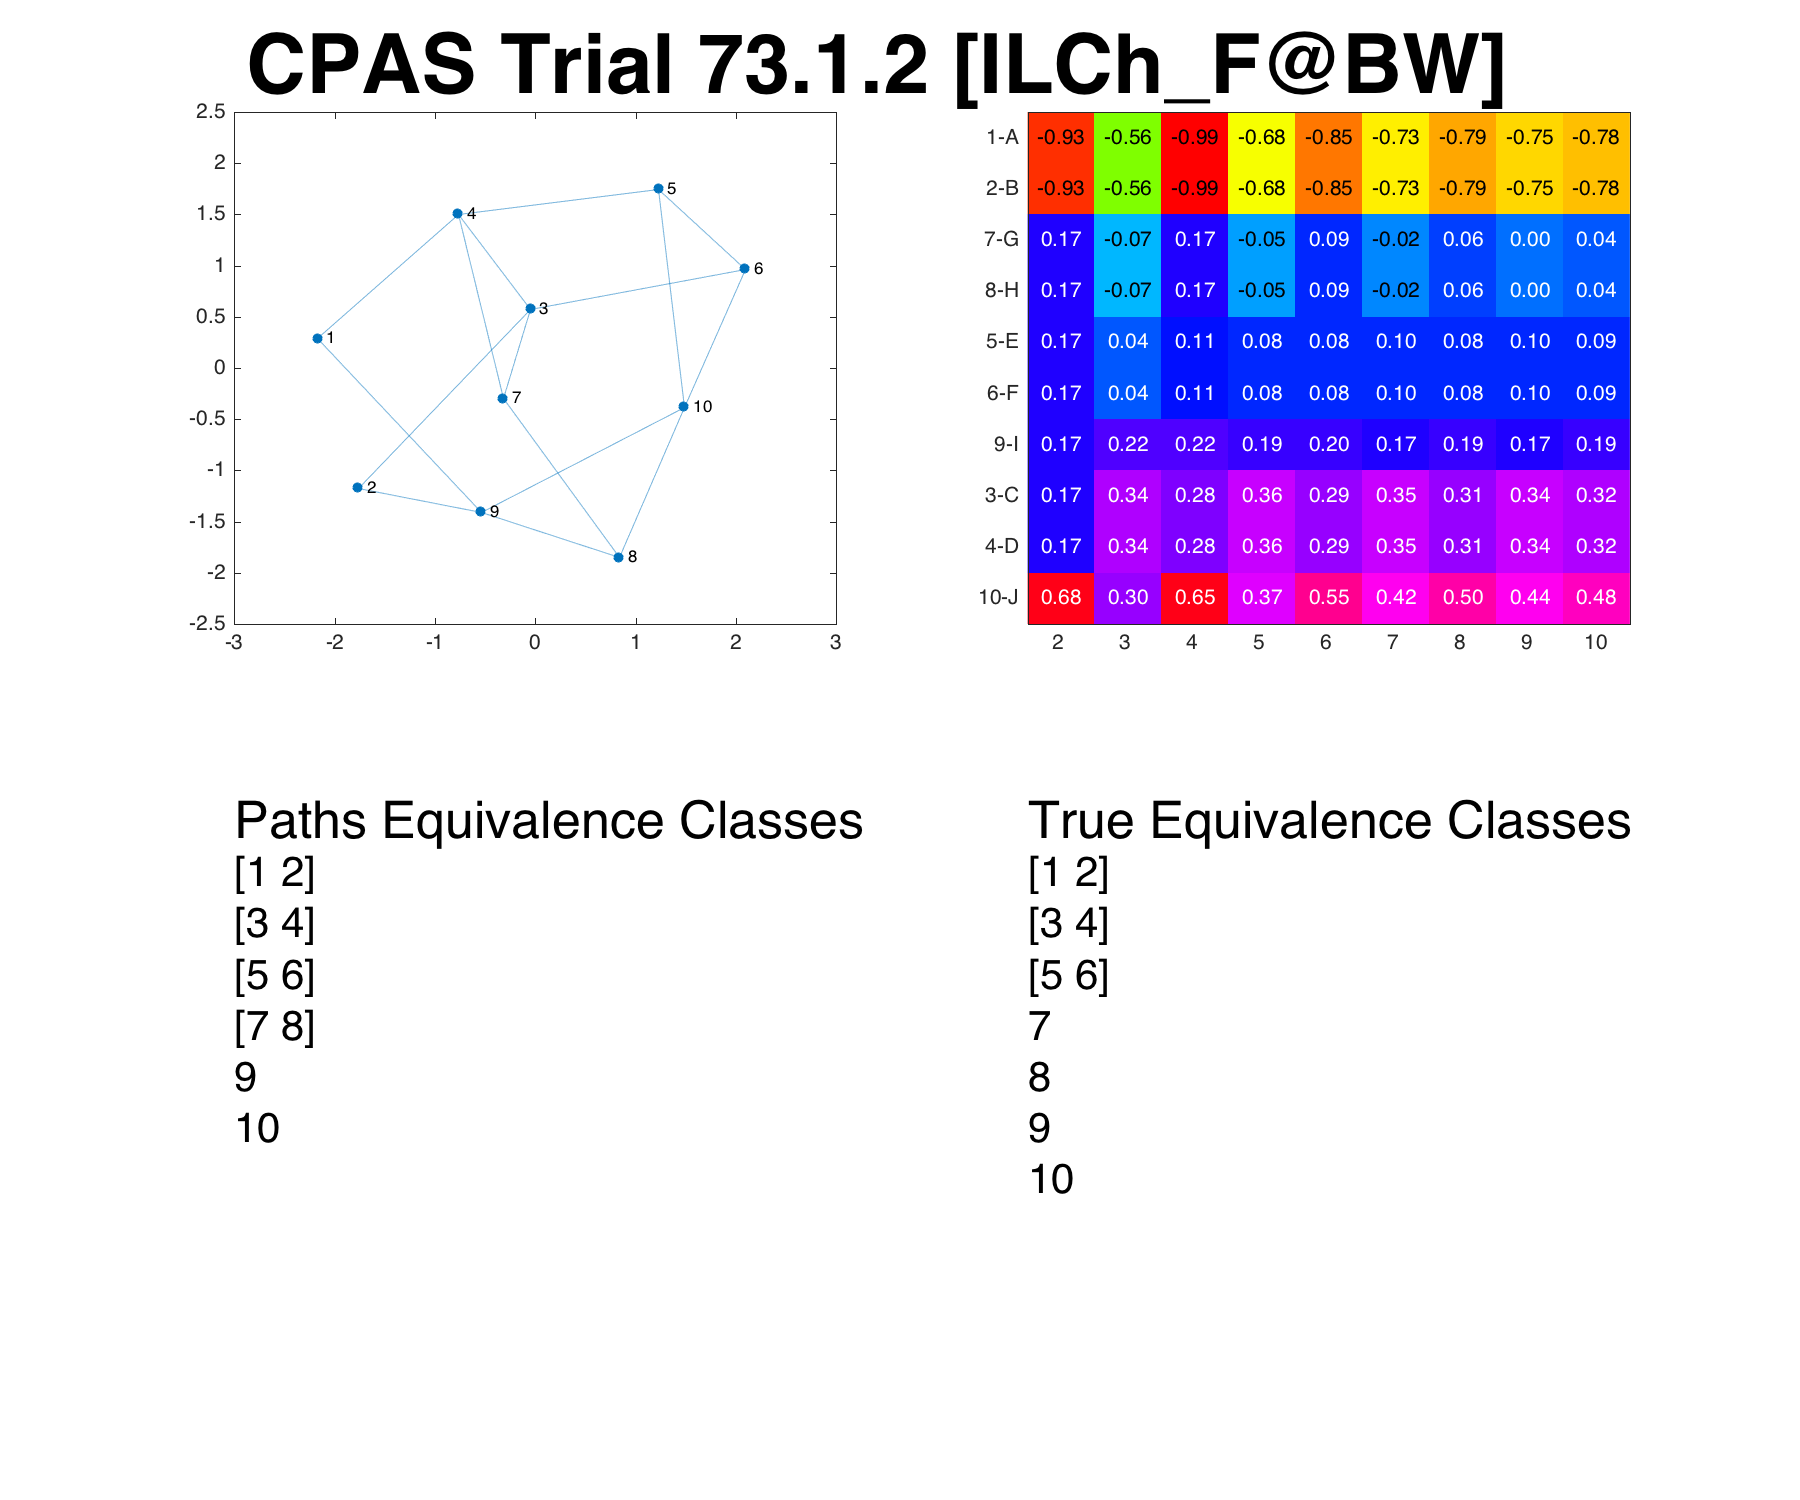 CPAS Trial 73.1.2 [ILCh_F@BW]
2.5
2
1.5
1
0.5
0
-0.5
-1
-1.5
-2
-2.5
-3 -2 -1 0 1 2 3
5
4
6
3
1
7
10
2
9
8
1-A -0.93 -0.56 -0.99 -0.68 -0.85 -0.73 -0.79 -0.75 -0.78
2-B -0.93 -0.56 -0.99 -0.68 -0.85 -0.73 -0.79 -0.75 -0.78
7-G 0.17 -0.07 0.17 -0.05 0.09 -0.02 0.06 0.00 0.04
8-H 0.17 -0.07 0.17 -0.05 0.09 -0.02 0.06 0.00 0.04
5-E 0.17 0.04 0.11 0.08 0.08 0.10 0.08 0.10 0.09
6-F 0.17 0.04 0.11 0.08 0.08 0.10 0.08 0.10 0.09
9-I 0.17 0.22 0.22 0.19 0.20 0.17 0.19 0.17 0.19
3-C 0.17 0.34 0.28 0.36 0.29 0.35 0.31 0.34 0.32
4-D 0.17 0.34 0.28 0.36 0.29 0.35 0.31 0.34 0.32
10-J 0.68 0.30 0.65 0.37 0.55 0.42 0.50 0.44 0.48
2 3 4 5 6 7 8 9 10
Paths Equivalence Classes
[1 2]
[3 4]
[5 6]
[7 8]
9
10
True Equivalence Classes
[1 2]
[3 4]
[5 6]
7
8
9
10